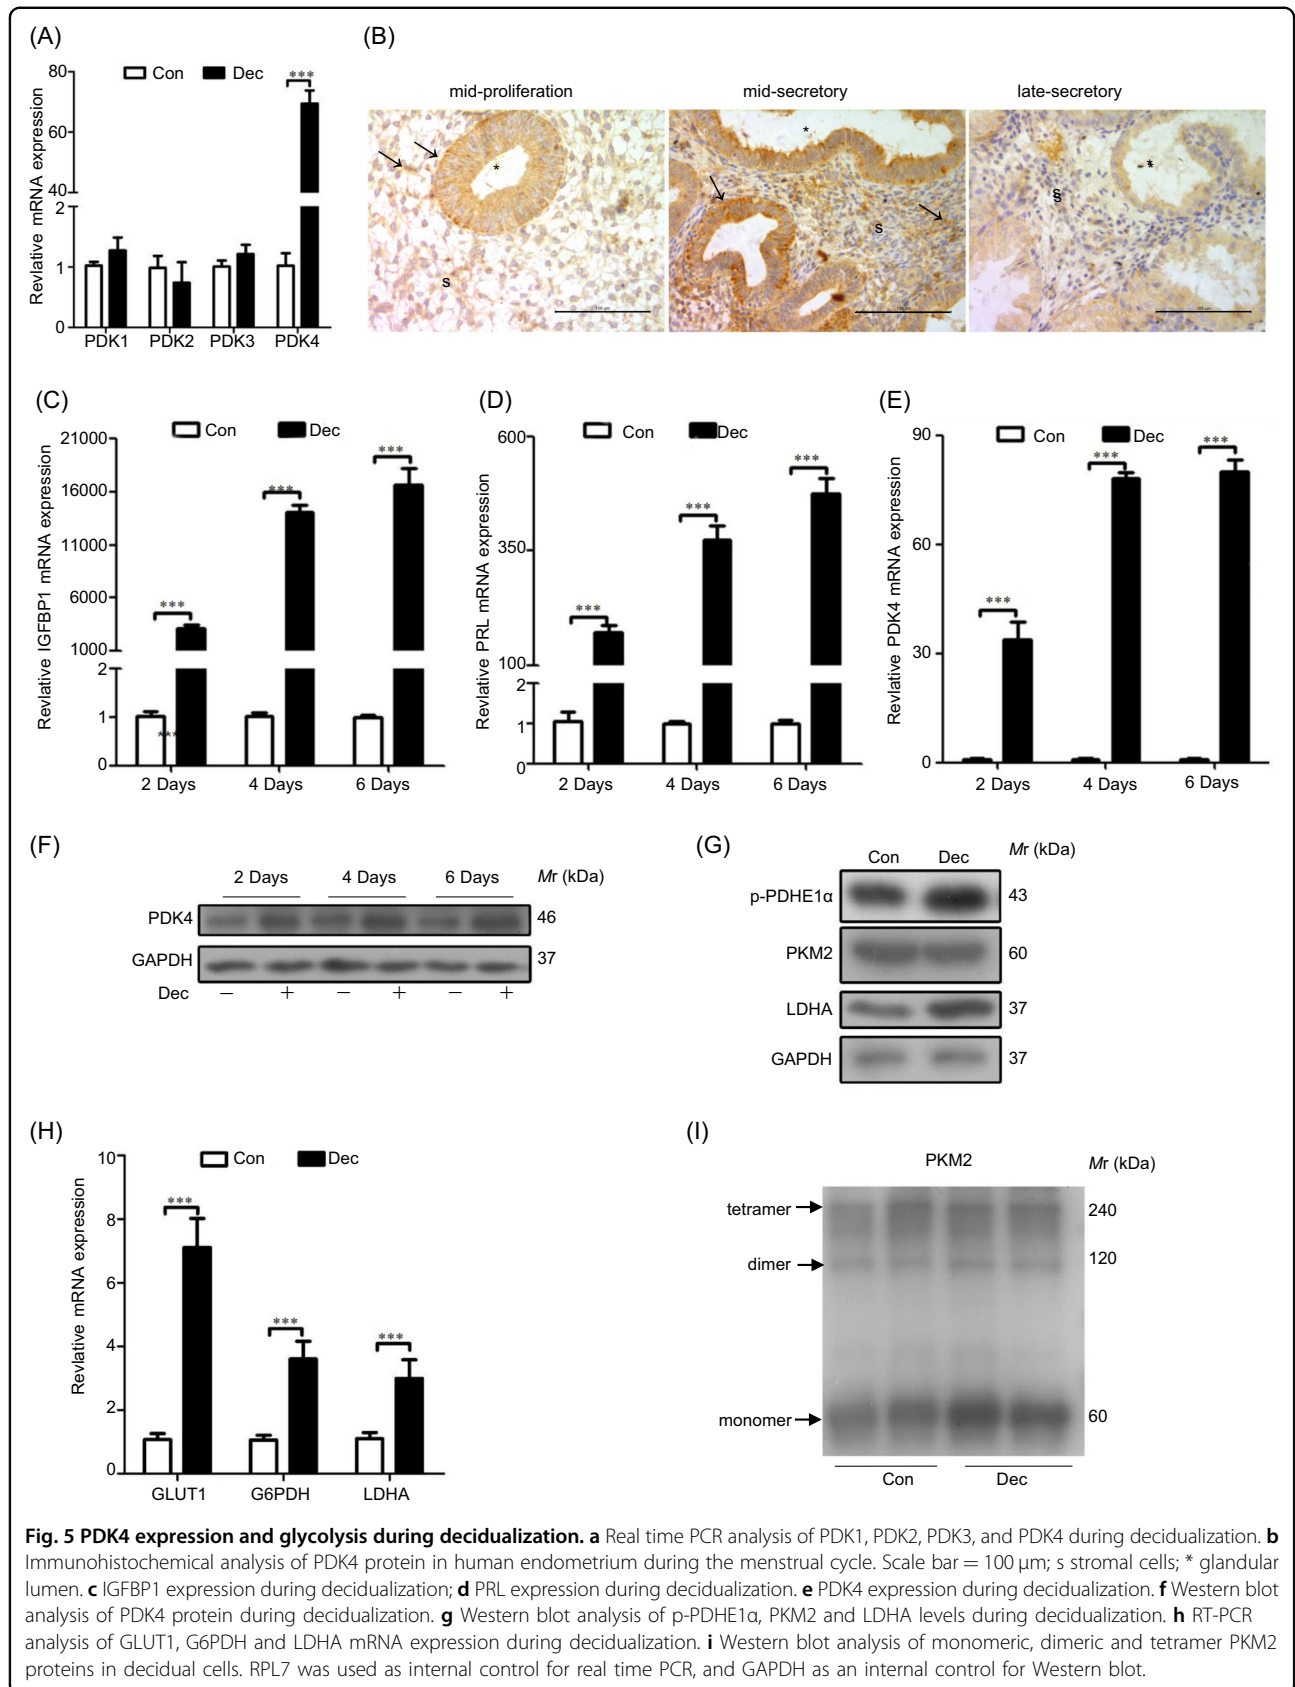 (A)
Con Dec
***
Revlative mRNA expression
80
60
40
2
1
0
PDK1 PDK2 PDK3 PDK4
(B)
mid-proliferation mid-secretory late-secretory
* * *
s s §
100 μm 100 μm 100 μm
(C)
Con Dec
Revlative IGFBP1 mRNA expression
21000
16000
11000
6000
1000
2
1
0
*** *** ***
***
2 Days 4 Days 6 Days
(D)
Con Dec
Revlative PRL mRNA expression
600
350
100
2
1
0
*** *** ***
2 Days 4 Days 6 Days
(E)
Con Dec
Revlative PDK4 mRNA expression
90
60
30
0
*** *** ***
2 Days 4 Days 6 Days
(F)
2 Days 4 Days 6 Days Mr (kDa)
PDK4 46
GAPDH 37
Dec − + − + − +
(G)
Con Dec Mr (kDa)
p-PDHE1α 43
PKM2 60
LDHA 37
GAPDH 37
(H)
Con Dec
Revlative mRNA expression
10
8
6
4
2
0
*** *** ***
GLUT1 G6PDH LDHA
(I)
PKM2 Mr (kDa)
tetramer 240
dimer 120
monomer 60
Con Dec
Fig. 5 PDK4 expression and glycolysis during decidualization. a Real time PCR analysis of PDK1, PDK2, PDK3, and PDK4 during decidualization. b
Immunohistochemical analysis of PDK4 protein in human endometrium during the menstrual cycle. Scale bar = 100 μm; s stromal cells; * glandular
lumen. c IGFBP1 expression during decidualization; d PRL expression during decidualization. e PDK4 expression during decidualization. f Western blot
analysis of PDK4 protein during decidualization. g Western blot analysis of p-PDHE1α, PKM2 and LDHA levels during decidualization. h RT-PCR
analysis of GLUT1, G6PDH and LDHA mRNA expression during decidualization. i Western blot analysis of monomeric, dimeric and tetramer PKM2
proteins in decidual cells. RPL7 was used as internal control for real time PCR, and GAPDH as an internal control for Western blot.